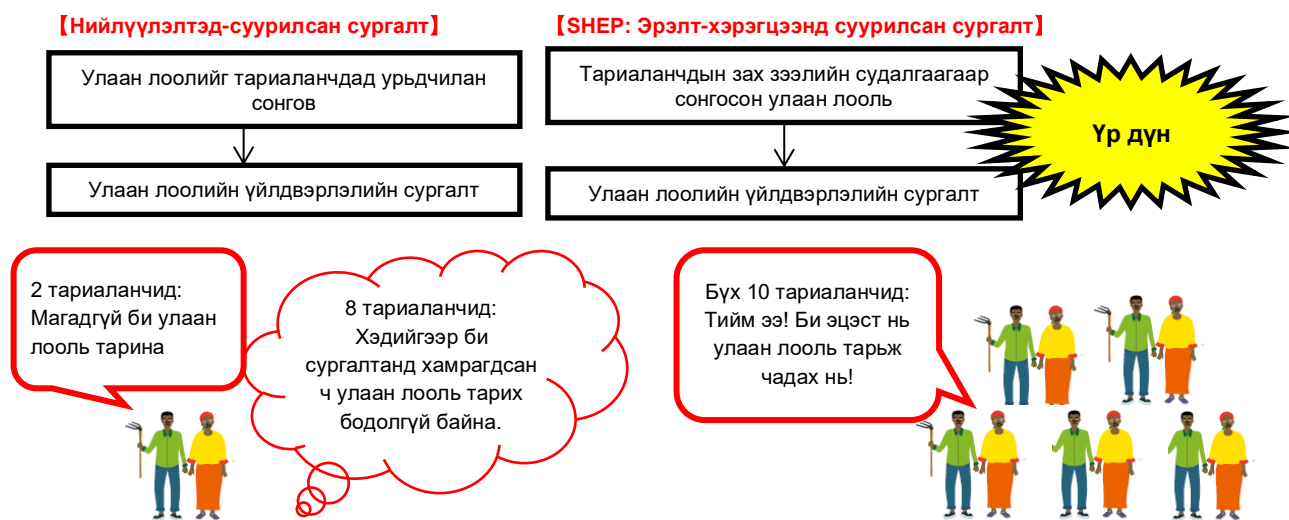 【Нийлүүлэлтэд-суурилсан сургалт】
Улаан лоолийг тариаланчдад урьдчилан
сонгов
Улаан лоолийн үйлдвэрлэлийн сургалт
【SHEP: Эрэлт-хэрэгцээнд суурилсан сургалт】
Тариаланчдын зах зээлийн судалгаагаар
сонгосон улаан лооль
Улаан лоолийн үйлдвэрлэлийн сургалт
Үр дүн
2 тариаланчид:
Магадгүй би улаан
лооль тарина
8 тариаланчид:
Хэдийгээр би
сургалтанд хамрагдсан
ч улаан лооль тарих
бодолгүй байна.
Бүх 10 тариаланчид:
Тийм ээ! Би эцэст нь
улаан лооль тарьж
чадах нь!